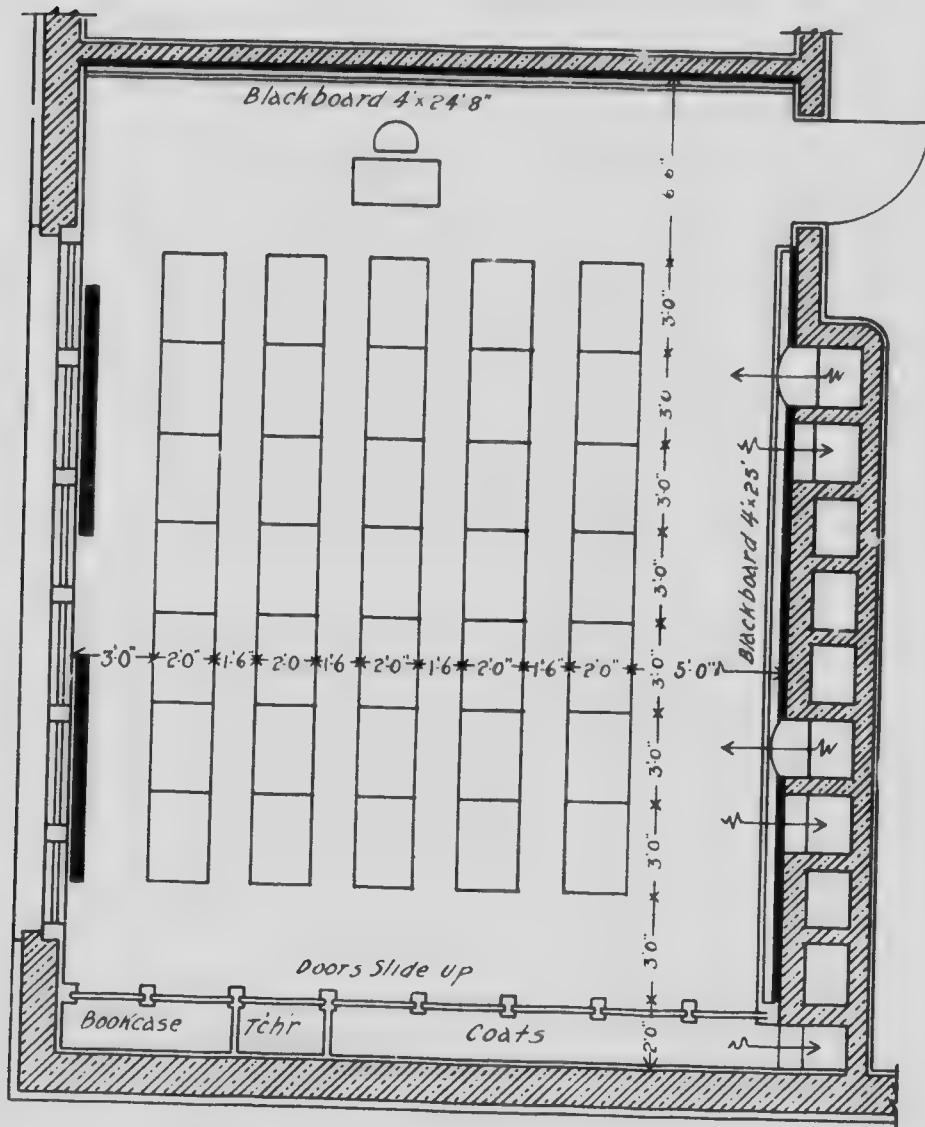 Blackboard 4'x24'8"
6'6"
3'0"
3'0
3'0"
3'0"
Blackboard 4'x25'
3'0" 2'0" 1'6" 2'0 1'6 2'0" 1'6 2'0" 1'6" 2'0" 5'0"
3'0"
3'0"
3'0"
3'0"
Doors Slide up
Bookcase Tchr Coats
2'0"